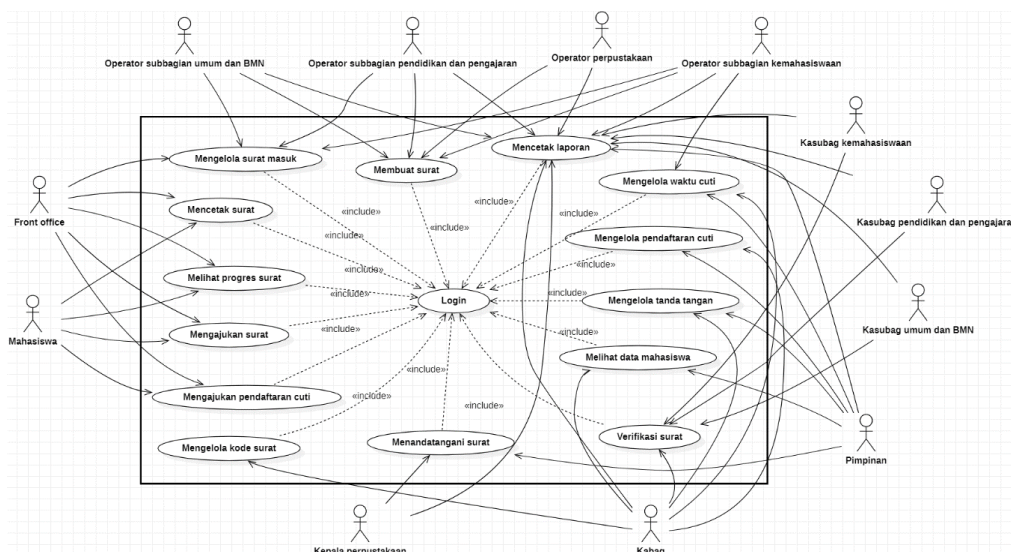 Operator subbagian umum dan BMN
Operator subbagian pendidikan dan pengajaran
Operator perpustakaan
Operator subbagian kemahasiswaan
Kasubag kemahasiswaan
Mencetak laporan
Mengelola surat masuk
Membuat surat
Mengelola waktu cuti
Front office
Mencetak surat
«include»
«include»
«include»
Kasubag pendidikan dan pengajara
«include»
Mengelola pendaftaran cuti
«include»
«include»
Melihat progres surat
«include»
«include»
Login
Mengelola tanda tangan
Kasubag umum dan BMN
Mahasiswa
Mengajukan surat
«include»
«include»
Melihat data mahasiswa
Mengajukan pendaftaran cuti
«include»
«include»
«include»
Mengelola kode surat
Menandatangani surat
Verifikasi surat
Pimpinan
Kepala perpustakaan
Kabag